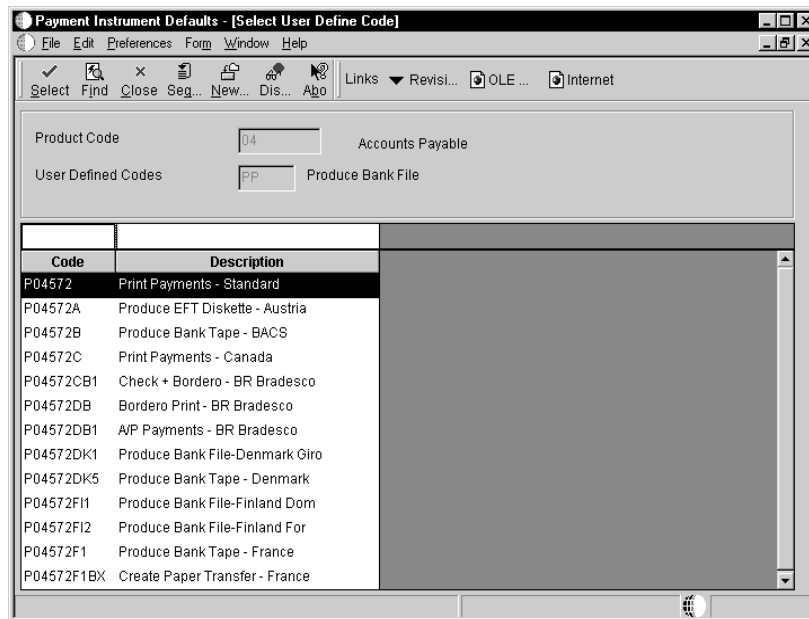 Payment Instrument Defaults - [Select User Define Code]
File Edit Preferences Form Window Help
Select Find Close Seg... New... Dis... Abo Links Revisi... OLE ... Internet
Product Code 04 Accounts Payable
User Defined Codes PP Produce Bank File
Code Description
P04572 Print Payments - Standard
P04572A Produce EFT Diskette - Austria
P04572B Produce Bank Tape - BACS
P04572C Print Payments - Canada
P04572CB1 Check + Bordero - BR Bradesco
P04572DB Bordero Print - BR Bradesco
P04572DB1 A/P Payments - BR Bradesco
P04572DK1 Produce Bank File-Denmark Giro
P04572DK5 Produce Bank Tape - Denmark
P04572FI1 Produce Bank File-Finland Dom
P04572FI2 Produce Bank File-Finland For
P04572F1 Produce Bank Tape - France
P04572F1BX Create Paper Transfer - France